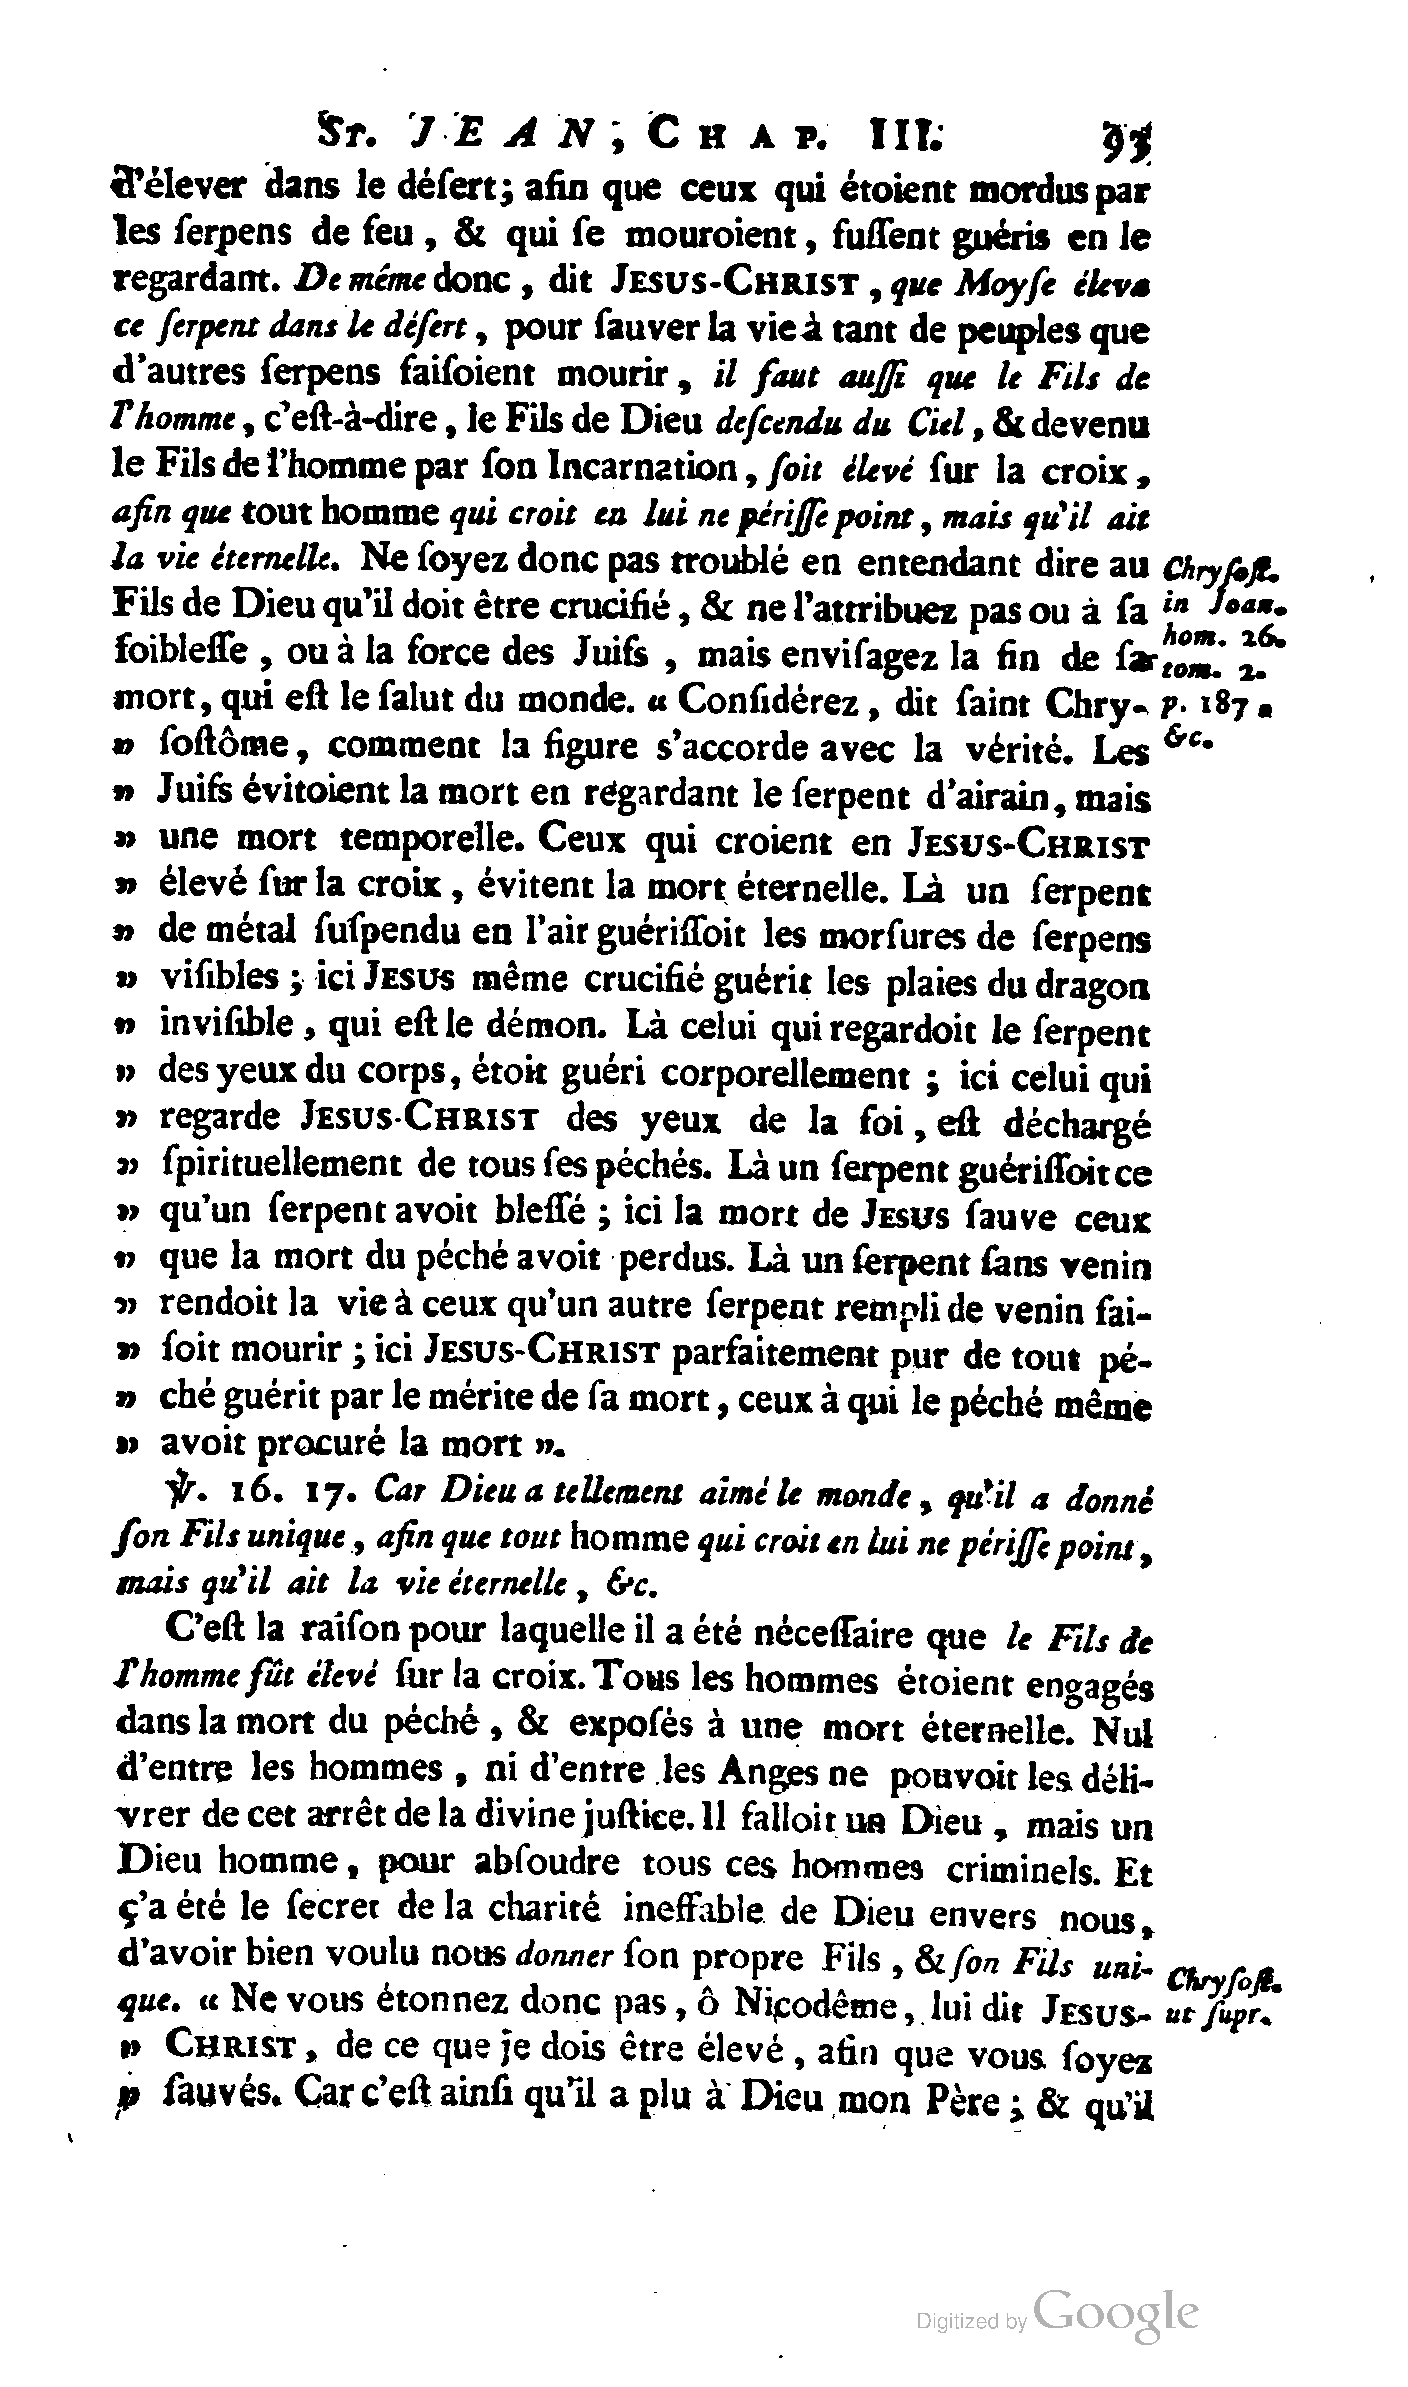 St. JEAN, CHAP. III. 93
d'élever dans le déſert; afin que ceux qui étoient mordus par
les ſerpens de feu, & qui ſe mouroient, fuſſent guéris en le
regardant. De même donc, dit JESUS-CHRIST, que Moyſe éleva
ce ſerpent dans le déſert, pour ſauver la vie à tant de peuples que
d'autres ſerpens faiſoient mourir, il faut auſſi que le Fils de
l'homme, c'eſt-à-dire, le Fils de Dieu deſcendu du Ciel, & devenu
le Fils de l'homme par ſon Incarnation, ſoit élevé ſur la croix,
afin que tout homme qui croit en lui ne périſſe point, mais qu'il ait
la vie éternelle. Ne ſoyez donc pas troublé en entendant dire au
Fils de Dieu qu'il doit être crucifié, & ne l'attribuez pas ou à ſa
foibleſſe, ou à la force des Juifs, mais enviſagez la fin de ſa
mort, qui eſt le ſalut du monde. « Conſidérez, dit ſaint Chry-
» ſoſtôme, comment la figure s'accorde avec la vérité. Les
» Juifs évitoient la mort en regardant le ſerpent d'airain, mais
» une mort temporelle. Ceux qui croient en JESUS-CHRIST
» élevé ſur la croix, évitent la mort éternelle. Là un ſerpent
» de métal ſuſpendu en l'air guériſſoit les morſures de ſerpens
» viſibles; ici JESUS même crucifié guérit les plaies du dragon
» inviſible, qui eſt le démon. Là celui qui regardoit le ſerpent
» des yeux du corps, étoit guéri corporellement; ici celui qui
» regarde JESUS-CHRIST des yeux de la foi, eſt déchargé
» ſpirituellement de tous ſes péchés. Là un ſerpent guériſſoit ce
» qu'un ſerpent avoit bleſſé; ici la mort de JESUS ſauve ceux
» que la mort du péché avoit perdus. Là un ſerpent ſans venin
» rendoit la vie à ceux qu'un autre ſerpent rempli de venin fai-
» ſoit mourir; ici JESUS-CHRIST parfaitement pur de tout pé-
» ché guérit par le mérite de ſa mort, ceux à qui le péché même
» avoit procuré la mort ».
℣. 16. 17. Car Dieu a tellement aimé le monde, qu'il a donné
ſon Fils unique, afin que tout homme qui croit en lui ne périſſe point,
mais qu'il ait la vie éternelle, &c.
C'eſt la raiſon pour laquelle il a été néceſſaire que le Fils de
l'homme fût élevé ſur la croix. Tous les hommes étoient engagés
dans la mort du péché, & expoſés à une mort éternelle. Nul
d'entre les hommes, ni d'entre les Anges ne pouvoit les déli-
vrer de cet arrêt de la divine juſtice. Il falloit un Dieu, mais un
Dieu homme, pour abſoudre tous ces hommes criminels. Et
ç'a été le ſecret de la charité ineffable de Dieu envers nous,
d'avoir bien voulu nous donner ſon propre Fils, & ſon Fils uni-
que. « Ne vous étonnez donc pas, ô Nicodême, lui dit JESUS-
» CHRIST, de ce que je dois être élevé, afin que vous ſoyez
» ſauvés. Car c'eſt ainſi qu'il a plu à Dieu mon Père; & qu'il
Chryſoſt.
in Joan.
hom. 26.
tom. 2.
p. 187.
&c.
Chryſoſt.
ut ſupr.
Digitized by Google